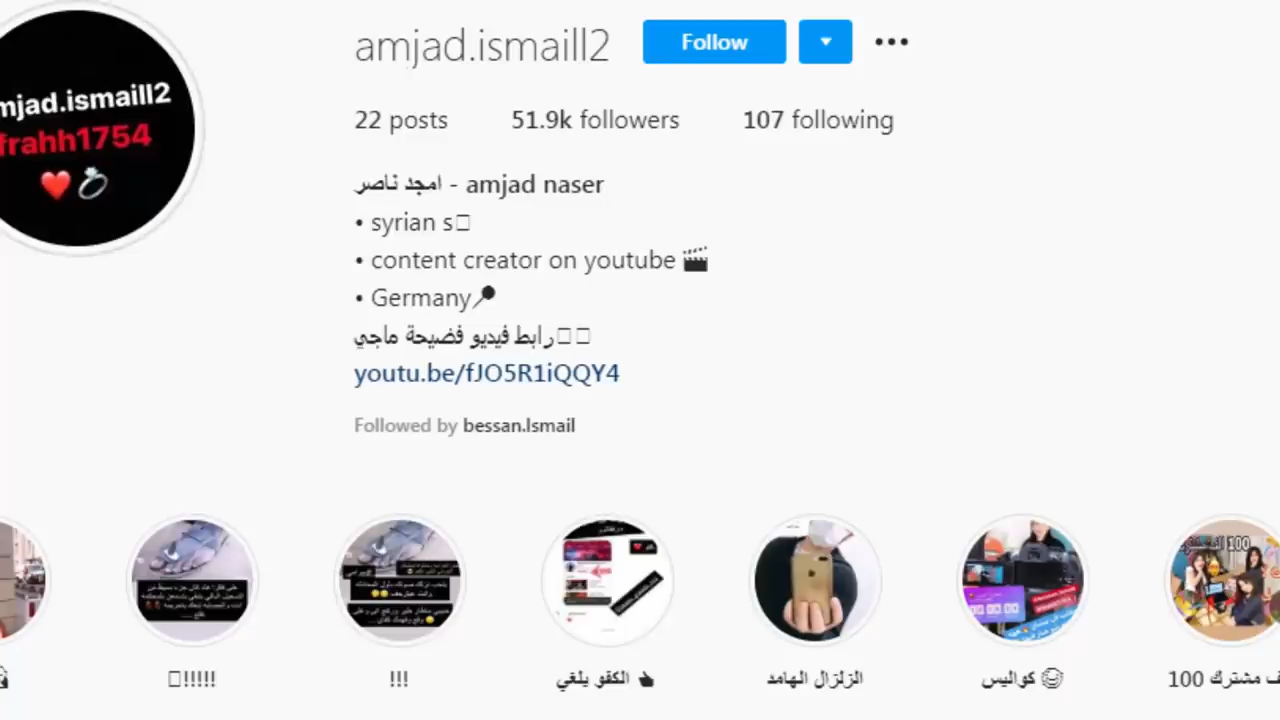 amjad.ismaill2
Follow
22 posts
51.9k followers
107 following
mjad.ismaill2
frahh1754
امجد ناصر - amjad naser
• syrian s
• content creator on youtube 🎬
• Germany
رابط فيديو فضيحة ماجي
youtu.be/fJO5R1iQQY4
Followed by bessan.Ismail
100
!!!!!
!!!
الكفو يلغي
الزلزال الهامد
كواليس
ف مشترك 100